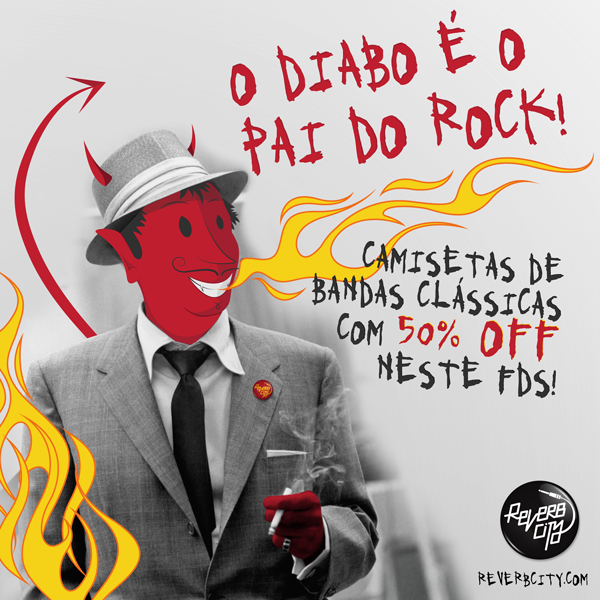 O DIABO É O
PAI DO ROCK!
CAMISETAS DE
BANDAS CLÁSSICAS
COM 50% OFF
NESTE FDS!
REVERB
CITY
REVERBCITY.COM